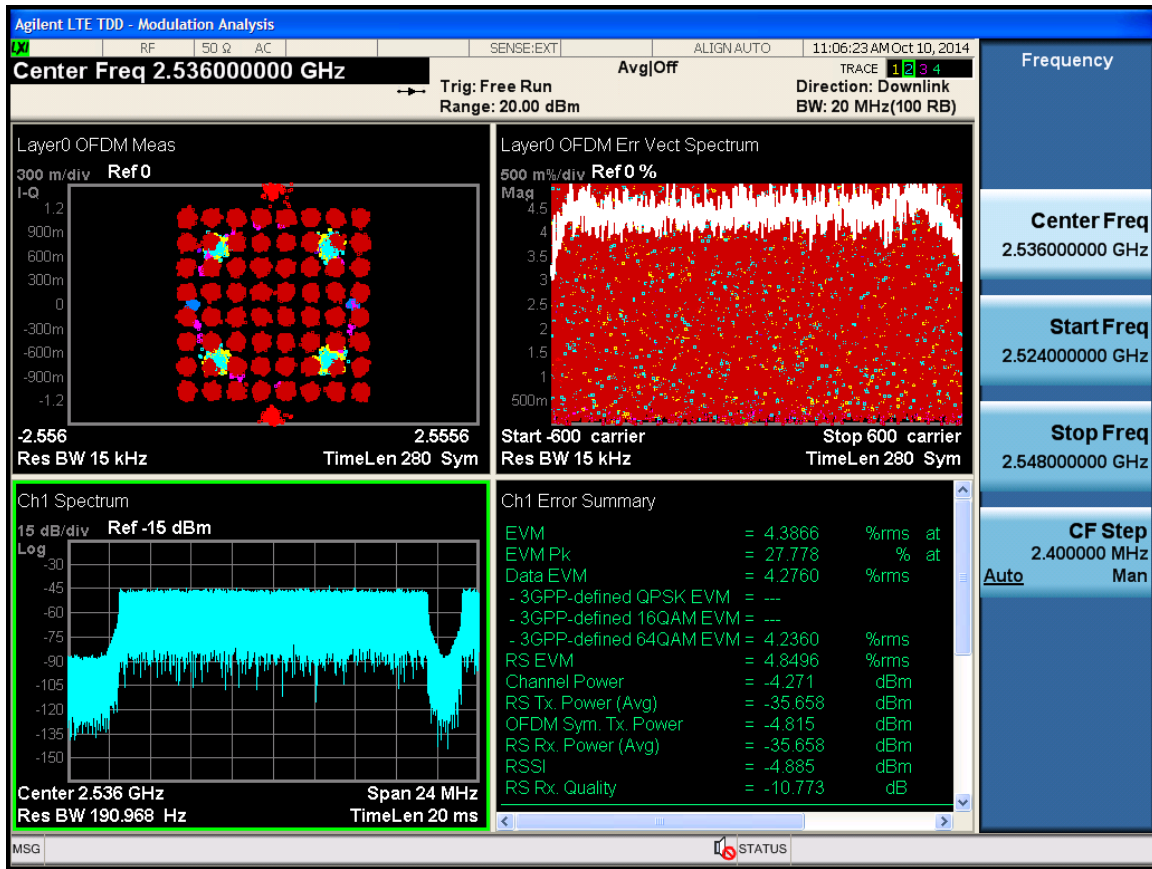 Agilent LTE TDD - Modulation Analysis
LXI RF 50 Ω AC SENSE:EXT ALIGN AUTO 11:06:23 AM Oct 10, 2014
Center Freq 2.536000000 GHz
Avg|Off
TRACE 1 2 3 4
Trig: Free Run
Direction: Downlink
Range: 20.00 dBm
BW: 20 MHz(100 RB)
Layer0 OFDM Meas
300 m/div Ref 0
I-Q
1.2
900m
600m
300m
0
-300m
-600m
-900m
-1.2
-2.556 2.5556
Res BW 15 kHz TimeLen 280 Sym
Layer0 OFDM Err Vect Spectrum
500 m%/div Ref 0 %
Mag
4.5
4
3.5
3
2.5
2
1.5
1
500m
Start -600 carrier Stop 600 carrier
Res BW 15 kHz TimeLen 280 Sym
Ch1 Spectrum
15 dB/div Ref -15 dBm
Log
-30
-45
-60
-75
-90
-105
-120
-135
-150
Center 2.536 GHz Span 24 MHz
Res BW 190.968 Hz TimeLen 20 ms
Ch1 Error Summary
EVM = 4.3866 %rms at
EVM Pk = 27.778 % at
Data EVM = 4.2760 %rms
- 3GPP-defined QPSK EVM = ---
- 3GPP-defined 16QAM EVM = ---
- 3GPP-defined 64QAM EVM = 4.2360 %rms
RS EVM = 4.8496 %rms
Channel Power = -4.271 dBm
RS Tx. Power (Avg) = -35.658 dBm
OFDM Sym. Tx. Power = -4.815 dBm
RS Rx. Power (Avg) = -35.658 dBm
RSSI = -4.885 dBm
RS Rx. Quality = -10.773 dB
Frequency
Center Freq
2.536000000 GHz
Start Freq
2.524000000 GHz
Stop Freq
2.548000000 GHz
CF Step
2.400000 MHz
Auto Man
MSG STATUS